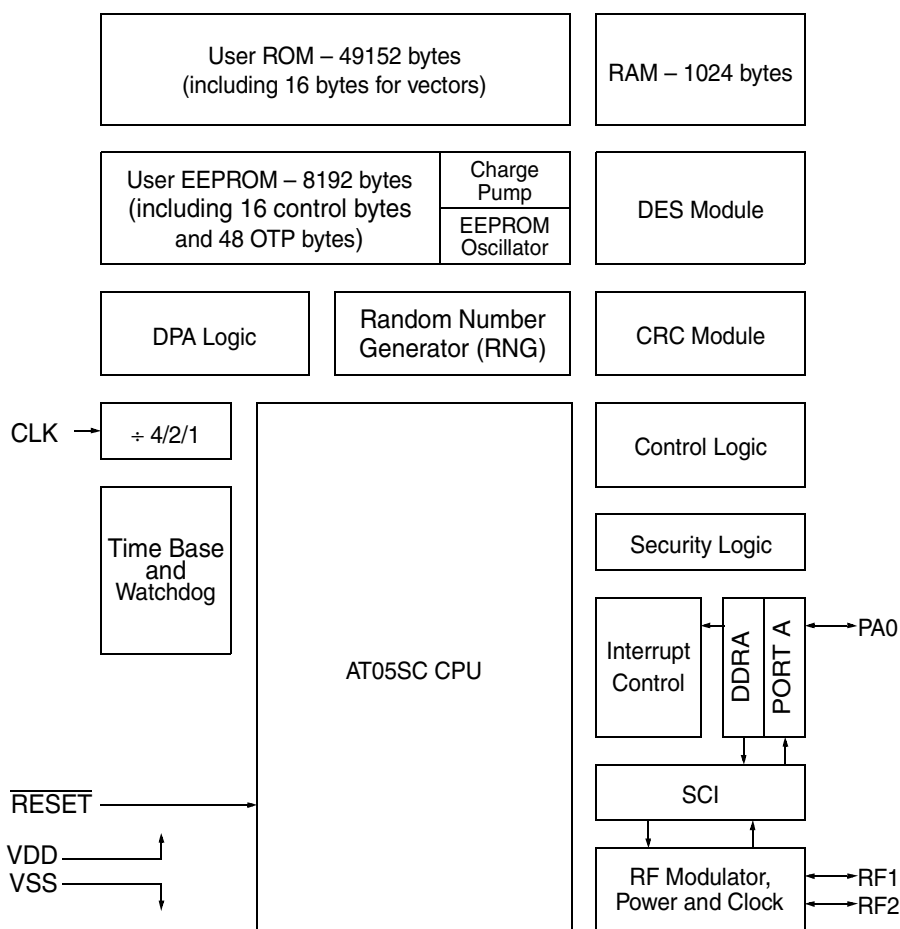 User ROM – 49152 bytes
(including 16 bytes for vectors)
RAM – 1024 bytes
User EEPROM – 8192 bytes
(including 16 control bytes
and 48 OTP bytes)
Charge
Pump
EEPROM
Oscillator
DES Module
DPA Logic
Random Number
Generator (RNG)
CRC Module
CLK
÷ 4/2/1
Control Logic
Time Base
and
Watchdog
Security Logic
AT05SC CPU
Interrupt
Control
DDRA
PORT A
PA0
RESET
SCI
VDD
VSS
RF Modulator,
Power and Clock
RF1
RF2